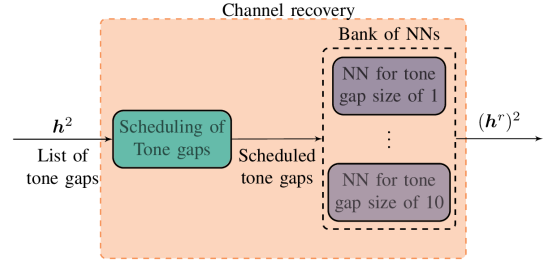 Channel recovery
Bank of NNs
NN for tone
gap size of 1
h²
List of
tone gaps
Scheduling of
Tone gaps
Scheduled
tone gaps
⋮
NN for tone
gap size of 10
(hʳ)²